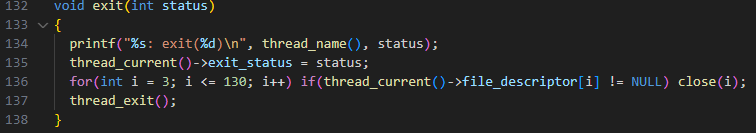 132 void exit(int status)
133 {
134 printf("%s: exit(%d)\n", thread_name(), status);
135 thread_current()->exit_status = status;
136 for(int i = 3; i <= 130; i++) if(thread_current()->file_descriptor[i] != NULL) close(i);
137 thread_exit();
138 }